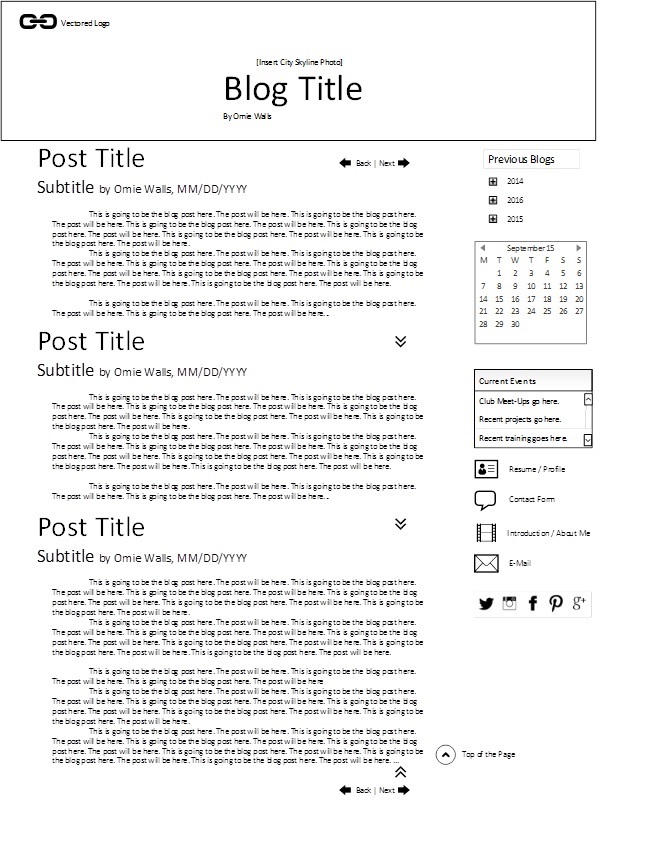 Vectored Logo
[Insert City Skyline Photo]
Blog Title
By Omie Walls
Post Title
Back | Next
Subtitle by Omie Walls, MM/DD/YYYY
This is going to be the blog post here. The post will be here. This is going to be the blog post here.
The post will be here. This is going to be the blog post here. The post will be here. This is going to be the blog
post here. The post will be here. This is going to be the blog post here. The post will be here. This is going to be
the blog post here. The post will be here.
This is going to be the blog post here. The post will be here. This is going to be the blog post here.
The post will be here. This is going to be the blog post here. The post will be here. This is going to be the blog
post here. The post will be here. This is going to be the blog post here. The post will be here. This is going to be
the blog post here. The post will be here. This is going to be the blog post here. The post will be here.
This is going to be the blog post here. The post will be here. This is going to be the blog post here.
The post will be here. This is going to be the blog post here. The post will be here...
Post Title
Subtitle by Omie Walls, MM/DD/YYYY
This is going to be the blog post here. The post will be here. This is going to be the blog post here.
The post will be here. This is going to be the blog post here. The post will be here. This is going to be the blog
post here. The post will be here. This is going to be the blog post here. The post will be here. This is going to be
the blog post here. The post will be here.
This is going to be the blog post here. The post will be here. This is going to be the blog post here.
The post will be here. This is going to be the blog post here. The post will be here. This is going to be the blog
post here. The post will be here. This is going to be the blog post here. The post will be here. This is going to be
the blog post here. The post will be here. This is going to be the blog post here. The post will be here.
This is going to be the blog post here. The post will be here. This is going to be the blog post here.
The post will be here. This is going to be the blog post here. The post will be here...
Post Title
Subtitle by Omie Walls, MM/DD/YYYY
This is going to be the blog post here. The post will be here. This is going to be the blog post here.
The post will be here. This is going to be the blog post here. The post will be here. This is going to be the blog
post here. The post will be here. This is going to be the blog post here. The post will be here. This is going to be
the blog post here. The post will be here.
This is going to be the blog post here. The post will be here. This is going to be the blog post here.
The post will be here. This is going to be the blog post here. The post will be here. This is going to be the blog
post here. The post will be here. This is going to be the blog post here. The post will be here. This is going to be
the blog post here. The post will be here. This is going to be the blog post here. The post will be here.
This is going to be the blog post here. The post will be here. This is going to be the blog post here.
The post will be here. This is going to be the blog post here. The post will be here
This is going to be the blog post here. The post will be here. This is going to be the blog post here.
The post will be here. This is going to be the blog post here. The post will be here. This is going to be the blog
post here. The post will be here. This is going to be the blog post here. The post will be here. This is going to be
the blog post here. The post will be here.
This is going to be the blog post here. The post will be here. This is going to be the blog post here.
The post will be here. This is going to be the blog post here. The post will be here. This is going to be the blog
post here. The post will be here. This is going to be the blog post here. The post will be here. This is going to be
the blog post here. The post will be here. This is going to be the blog post here. The post will be here. ...
Back | Next
Previous Blogs
2014
2016
2015
September 15
M T W T F S S
1 2 3 4 5 6
7 8 9 10 11 12 13
14 15 16 17 18 19 20
21 22 23 24 25 26 27
28 29 30
Current Events
Club Meet-Ups go here.
Recent projects go here.
Recent training goes here.
Resume / Profile
Contact Form
Introduction / About Me
E-Mail
g+
Top of the Page